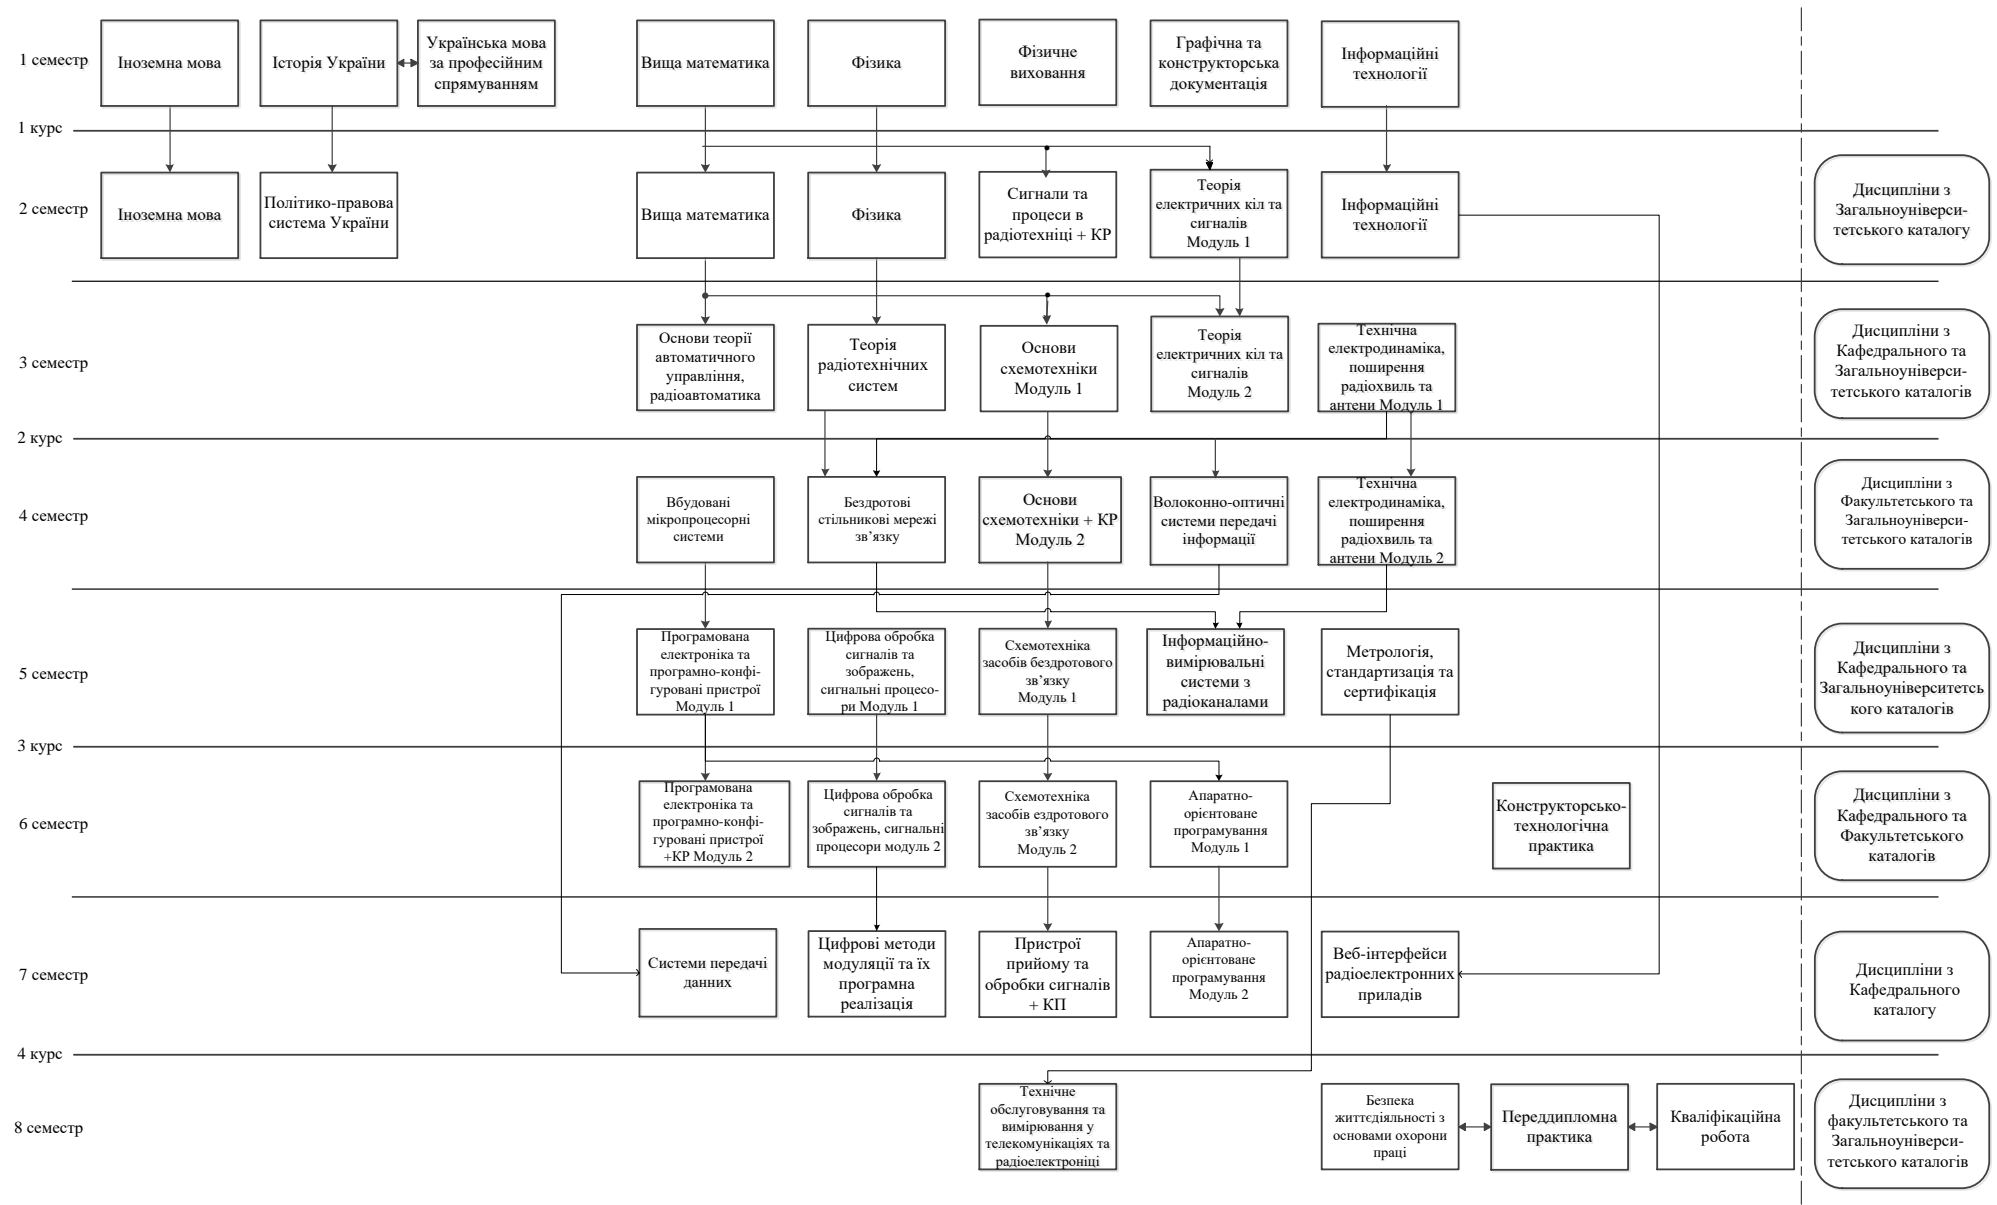 1 семестр
Іноземна мова
Історія України
Українська мова
за професійним
спрямуванням
Вища математика
Фізика
Фізичне
виховання
Графічна та
конструкторська
документація
Інформаційні
технології
1 курс
2 семестр
Іноземна мова
Політико-правова
система України
Вища математика
Фізика
Сигнали та
процеси в
радіотехніці + КР
Теорія
електричних кіл та
сигналів
Модуль 1
Інформаційні
технології
Дисципліни з
Загальноуніверси-
тетського каталогу
3 семестр
Основи теорії
автоматичного
управління,
радіоавтоматика
Теорія
радіотехнічних
систем
Основи
схемотехніки
Модуль 1
Теорія
електричних кіл та
сигналів
Модуль 2
Технічна
електродинаміка,
поширення
радіохвиль та
антени Модуль 1
Дисципліни з
Кафедрального та
Загальноуніверси-
тетського каталогів
2 курс
4 семестр
Вбудовані
мікропроцесорні
системи
Бездротові
стільникові мережі
зв’язку
Основи
схемотехніки + КР
Модуль 2
Волоконно-оптичні
системи передачі
інформації
Технічна
електродинаміка,
поширення
радіохвиль та
антени Модуль 2
Дисципліни з
Факультетського та
Загальноуніверси-
тетського каталогів
5 семестр
Програмована
електроніка та
програмно-конфі-
гуровані пристрої
Модуль 1
Цифрова обробка
сигналів та
зображень,
сигнальні процесо-
ри Модуль 1
Схемотехніка
засобів бездротового
зв’язку
Модуль 1
Інформаційно-
вимірювальні
системи з
радіоканалами
Метрологія,
стандартизація та
сертифікація
Дисципліни з
Кафедрального та
Загальноуніверситетсь
кого каталогів
3 курс
6 семестр
Програмована
електроніка та
програмно-конфі-
гуровані пристрої
+КР Модуль 2
Цифрова обробка
сигналів та
зображень, сигнальні
процесори модуль 2
Схемотехніка
засобів ездротового
зв’язку
Модуль 2
Апаратно-
орієнтоване
програмування
Модуль 1
Конструкторсько-
технологічна
практика
Дисципліни з
Кафедрального та
Факультетського
каталогів
7 семестр
Системи передачі
данних
Цифрові методи
модуляції та їх
програмна
реалізація
Пристрої
прийому та
обробки сигналів
+ КП
Апаратно-
орієнтоване
програмування
Модуль 2
Веб-інтерфейси
радіоелектронних
приладів
Дисципліни з
Кафедрального
каталогу
4 курс
8 семестр
Технічне
обслуговування та
вимірювання у
телекомунікаціях та
радіоелектроніці
Безпека
життєдіяльності з
основами охорони
праці
Переддипломна
практика
Кваліфікаційна
робота
Дисципліни з
факультетського та
Загальноуніверси-
тетського каталогів